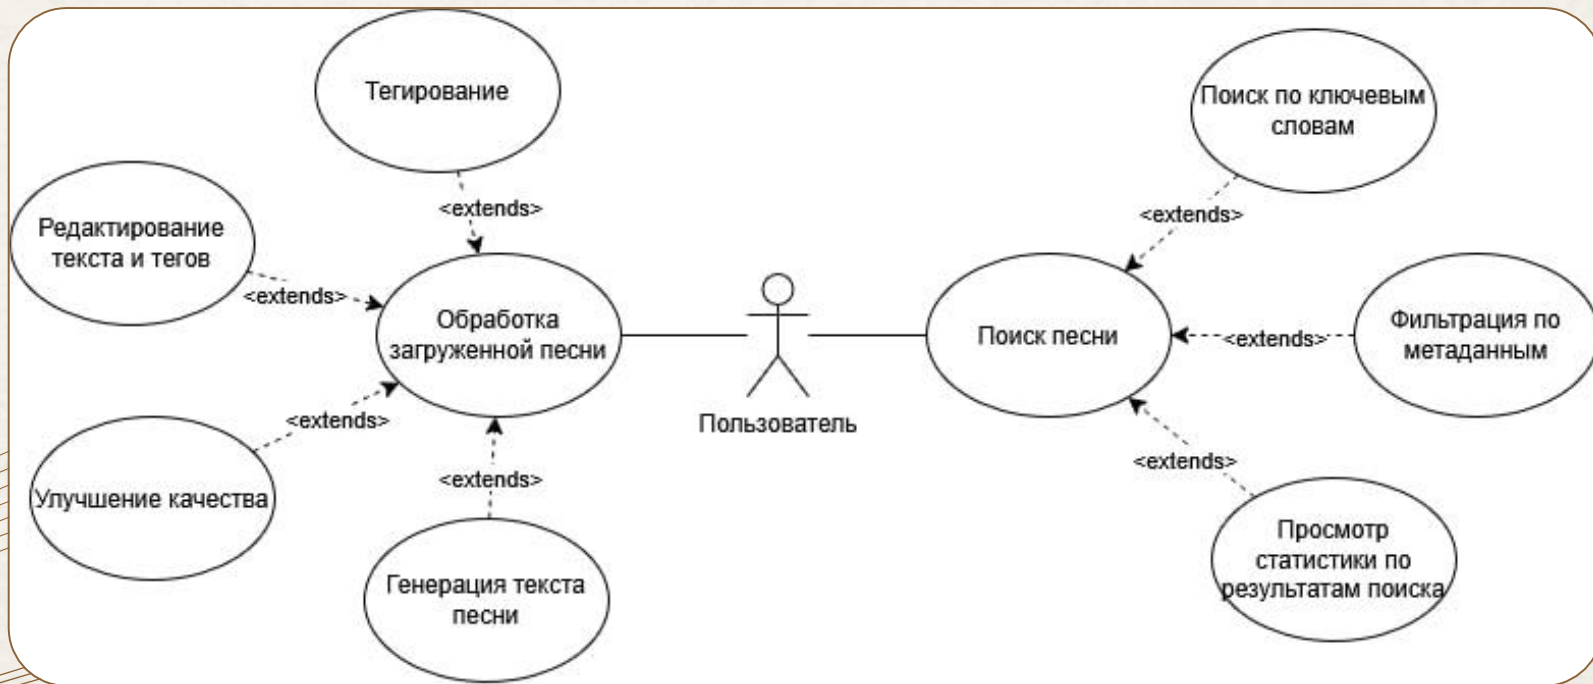 Тегирование
Поиск по ключевым
словам
<extends>
<extends>
Редактирование
текста и тегов
<extends>
Обработка
загруженной песни
Пользователь
Поиск песни
<extends>
Фильтрация по
метаданным
<extends>
<extends>
Улучшение качества
<extends>
Генерация текста
песни
Просмотр
статистики по
результатам поиска